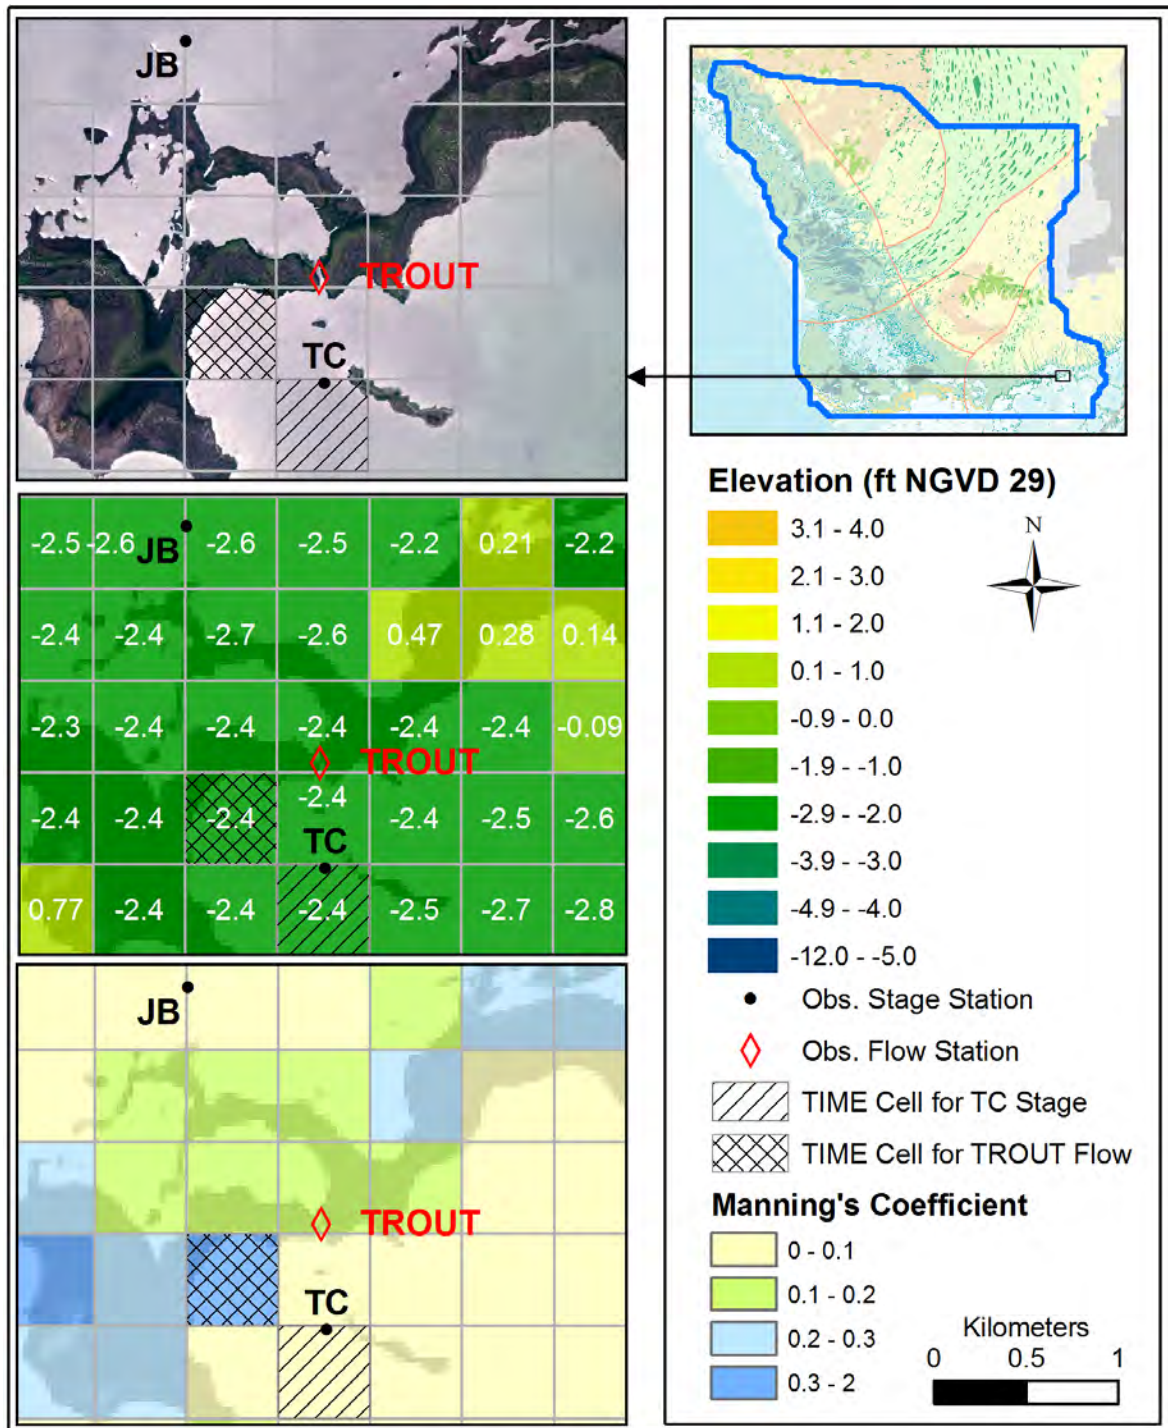 JB
TROUT
TC
-2.5 -2.6 JB -2.6 -2.5 -2.2 0.21 -2.2
-2.4 -2.4 -2.7 -2.6 0.47 0.28 0.14
-2.3 -2.4 -2.4 -2.4 -2.4 -2.4 -0.09
TROUT
-2.4 -2.4 -2.4 -2.4 -2.4 -2.5 -2.6
TC
0.77 -2.4 -2.4 -2.4 -2.5 -2.7 -2.8
JB
TROUT
TC
Elevation (ft NGVD 29)
3.1 - 4.0
N
2.1 - 3.0
1.1 - 2.0
0.1 - 1.0
-0.9 - 0.0
-1.9 - -1.0
-2.9 - -2.0
-3.9 - -3.0
-4.9 - -4.0
-12.0 - -5.0
Obs. Stage Station
Obs. Flow Station
TIME Cell for TC Stage
TIME Cell for TROUT Flow
Manning's Coefficient
0 - 0.1
0.1 - 0.2
0.2 - 0.3
0.3 - 2
Kilometers
0 0.5 1